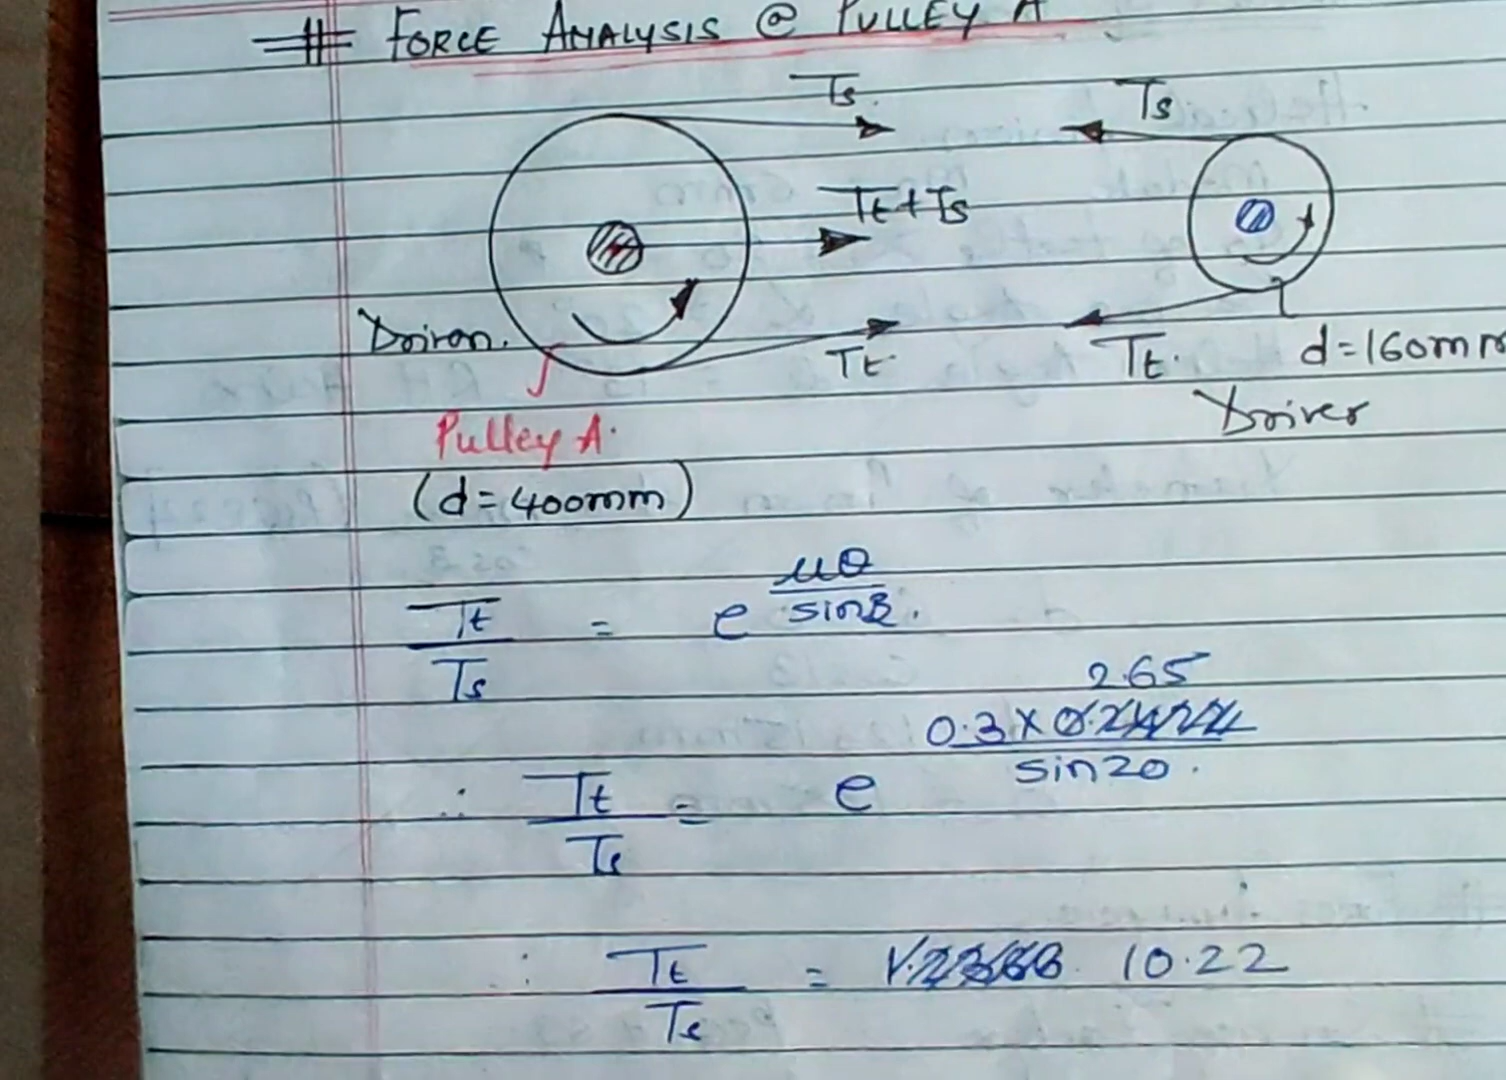 # FORCE ANALYSIS @ PULLEY A
Ts.
Ts
Tt+Ts
Driven.
Tt.
Tt.
d=160mm
Driver
Pulley A.
(d=400mm)
Tt/Ts = e^(μθ/sinβ).
2.65
∴ Tt/Ts = e^(0.3×/sin20.)
∴ Tt/Ts = 10.22